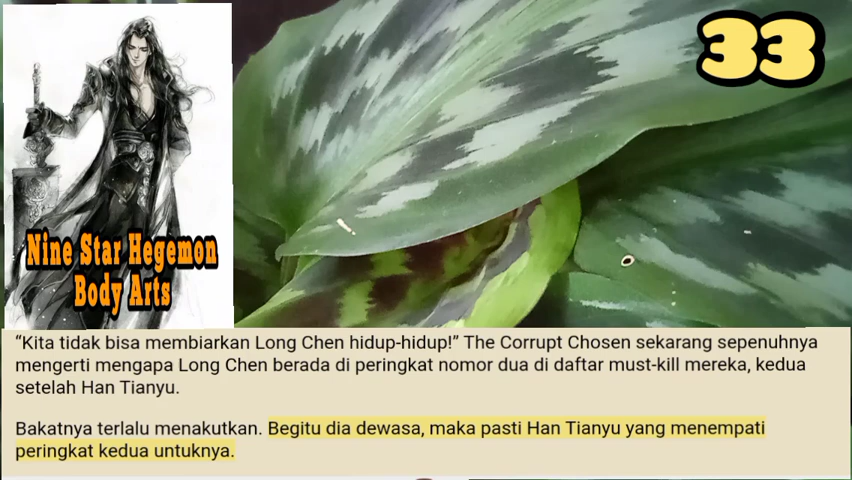 33
Nine Star Hegemon
Body Arts
“Kita tidak bisa membiarkan Long Chen hidup-hidup!” The Corrupt Chosen sekarang sepenuhnya
mengerti mengapa Long Chen berada di peringkat nomor dua di daftar must-kill mereka, kedua
setelah Han Tianyu.
Bakatnya terlalu menakutkan. Begitu dia dewasa, maka pasti Han Tianyu yang menempati
peringkat kedua untuknya.